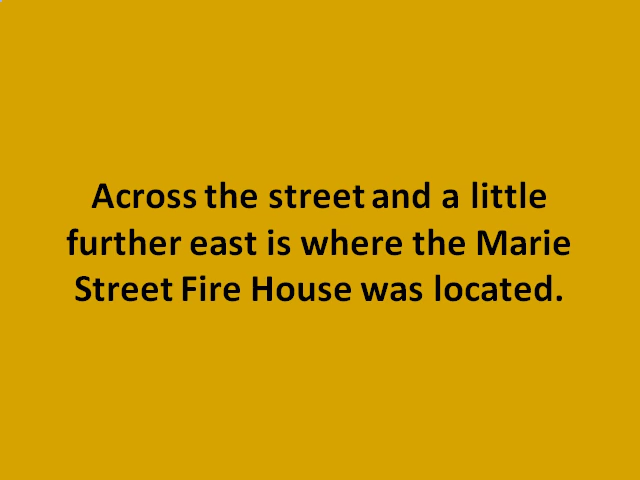 Across the street and a little
further east is where the Marie
Street Fire House was located.